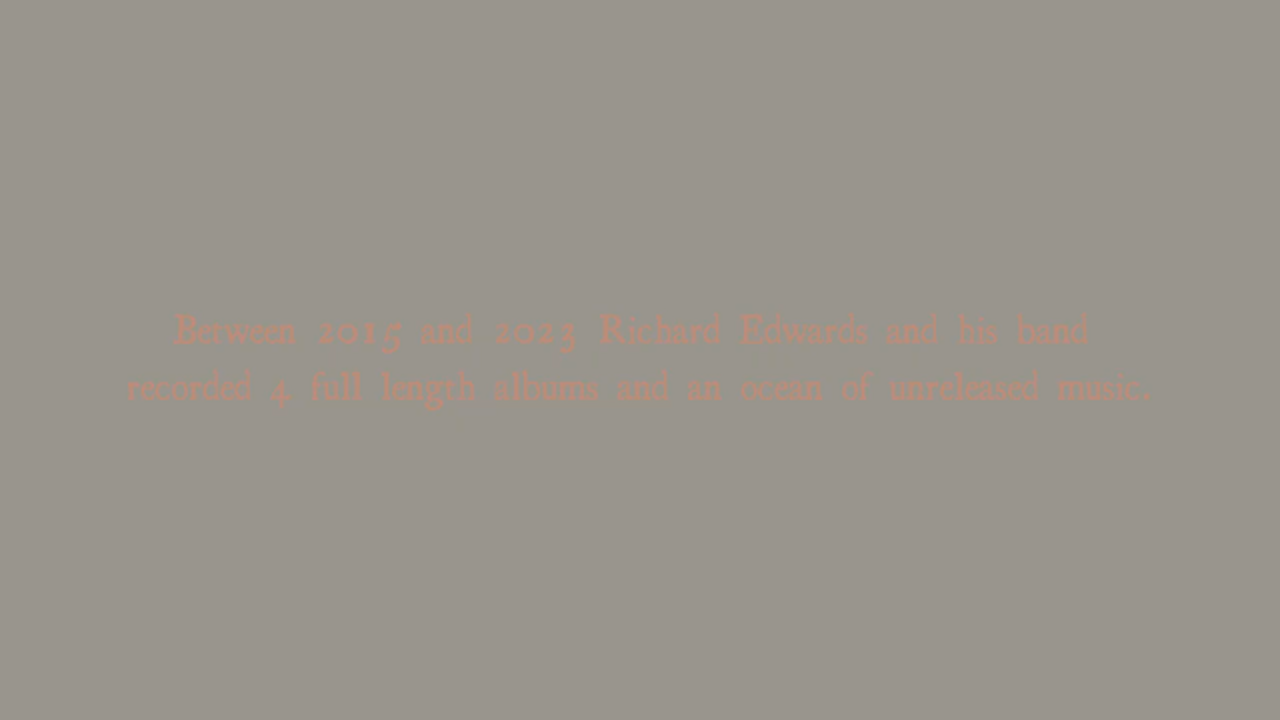 Between 2015 and 2023 Richard Edwards and his band
recorded 4 full length albums and an ocean of unreleased music.